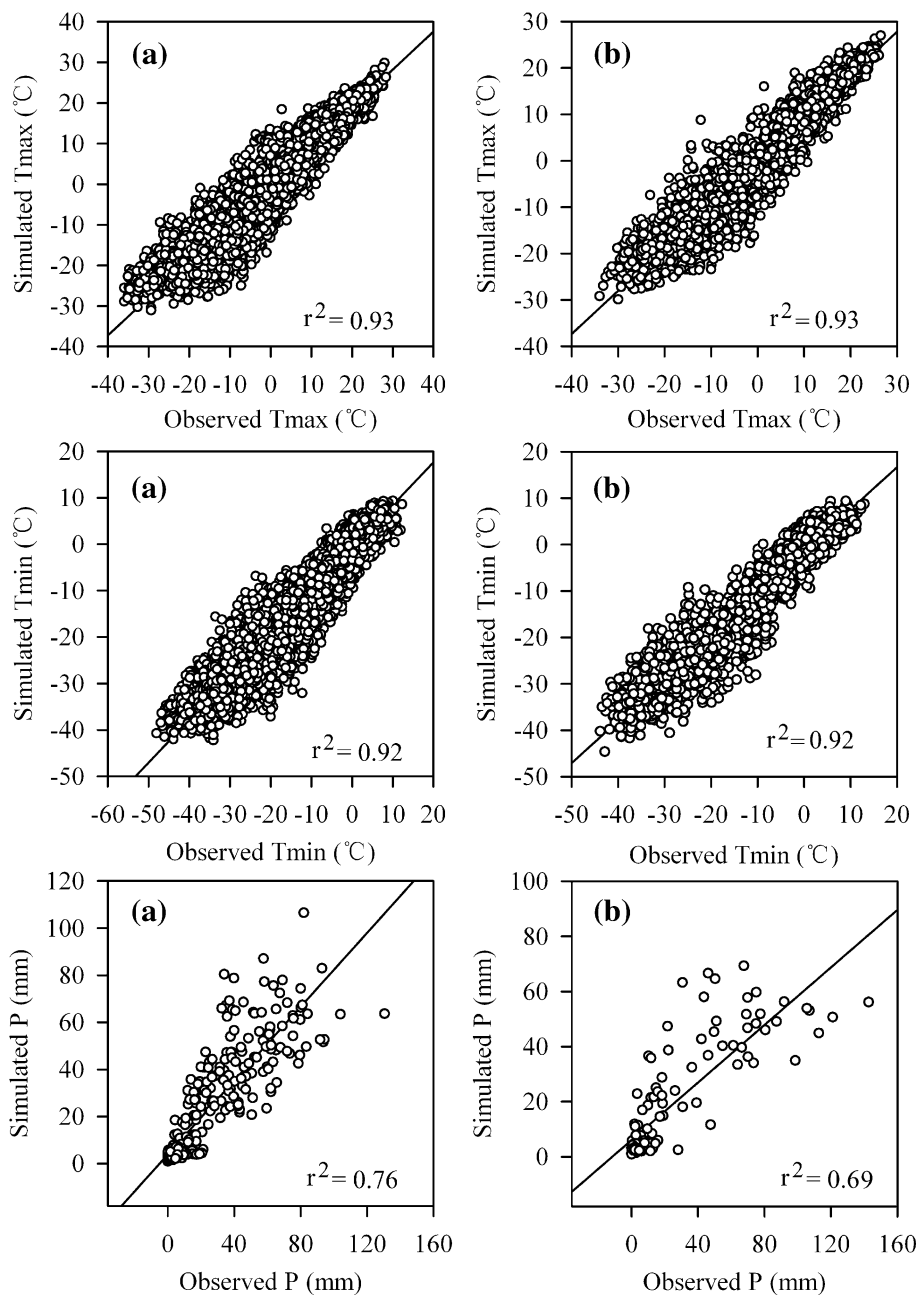 40
30
20
10
0
-10
-20
-30
-40
Simulated Tmax (℃)
(a)
r² = 0.93
-40 -30 -20 -10 0 10 20 30 40
Observed Tmax (℃)
30
20
10
0
-10
-20
-30
-40
Simulated Tmax (℃)
(b)
r² = 0.93
-40 -30 -20 -10 0 10 20 30
Observed Tmax (℃)
20
10
0
-10
-20
-30
-40
-50
Simulated Tmin (℃)
(a)
r² = 0.92
-60 -50 -40 -30 -20 -10 0 10 20
Observed Tmin (℃)
20
10
0
-10
-20
-30
-40
-50
Simulated Tmin (℃)
(b)
r² = 0.92
-50 -40 -30 -20 -10 0 10 20
Observed Tmin (℃)
120
100
80
60
40
20
0
Simulated P (mm)
(a)
r² = 0.76
0 40 80 120 160
Observed P (mm)
100
80
60
40
20
0
Simulated P (mm)
(b)
r² = 0.69
0 40 80 120 160
Observed P (mm)